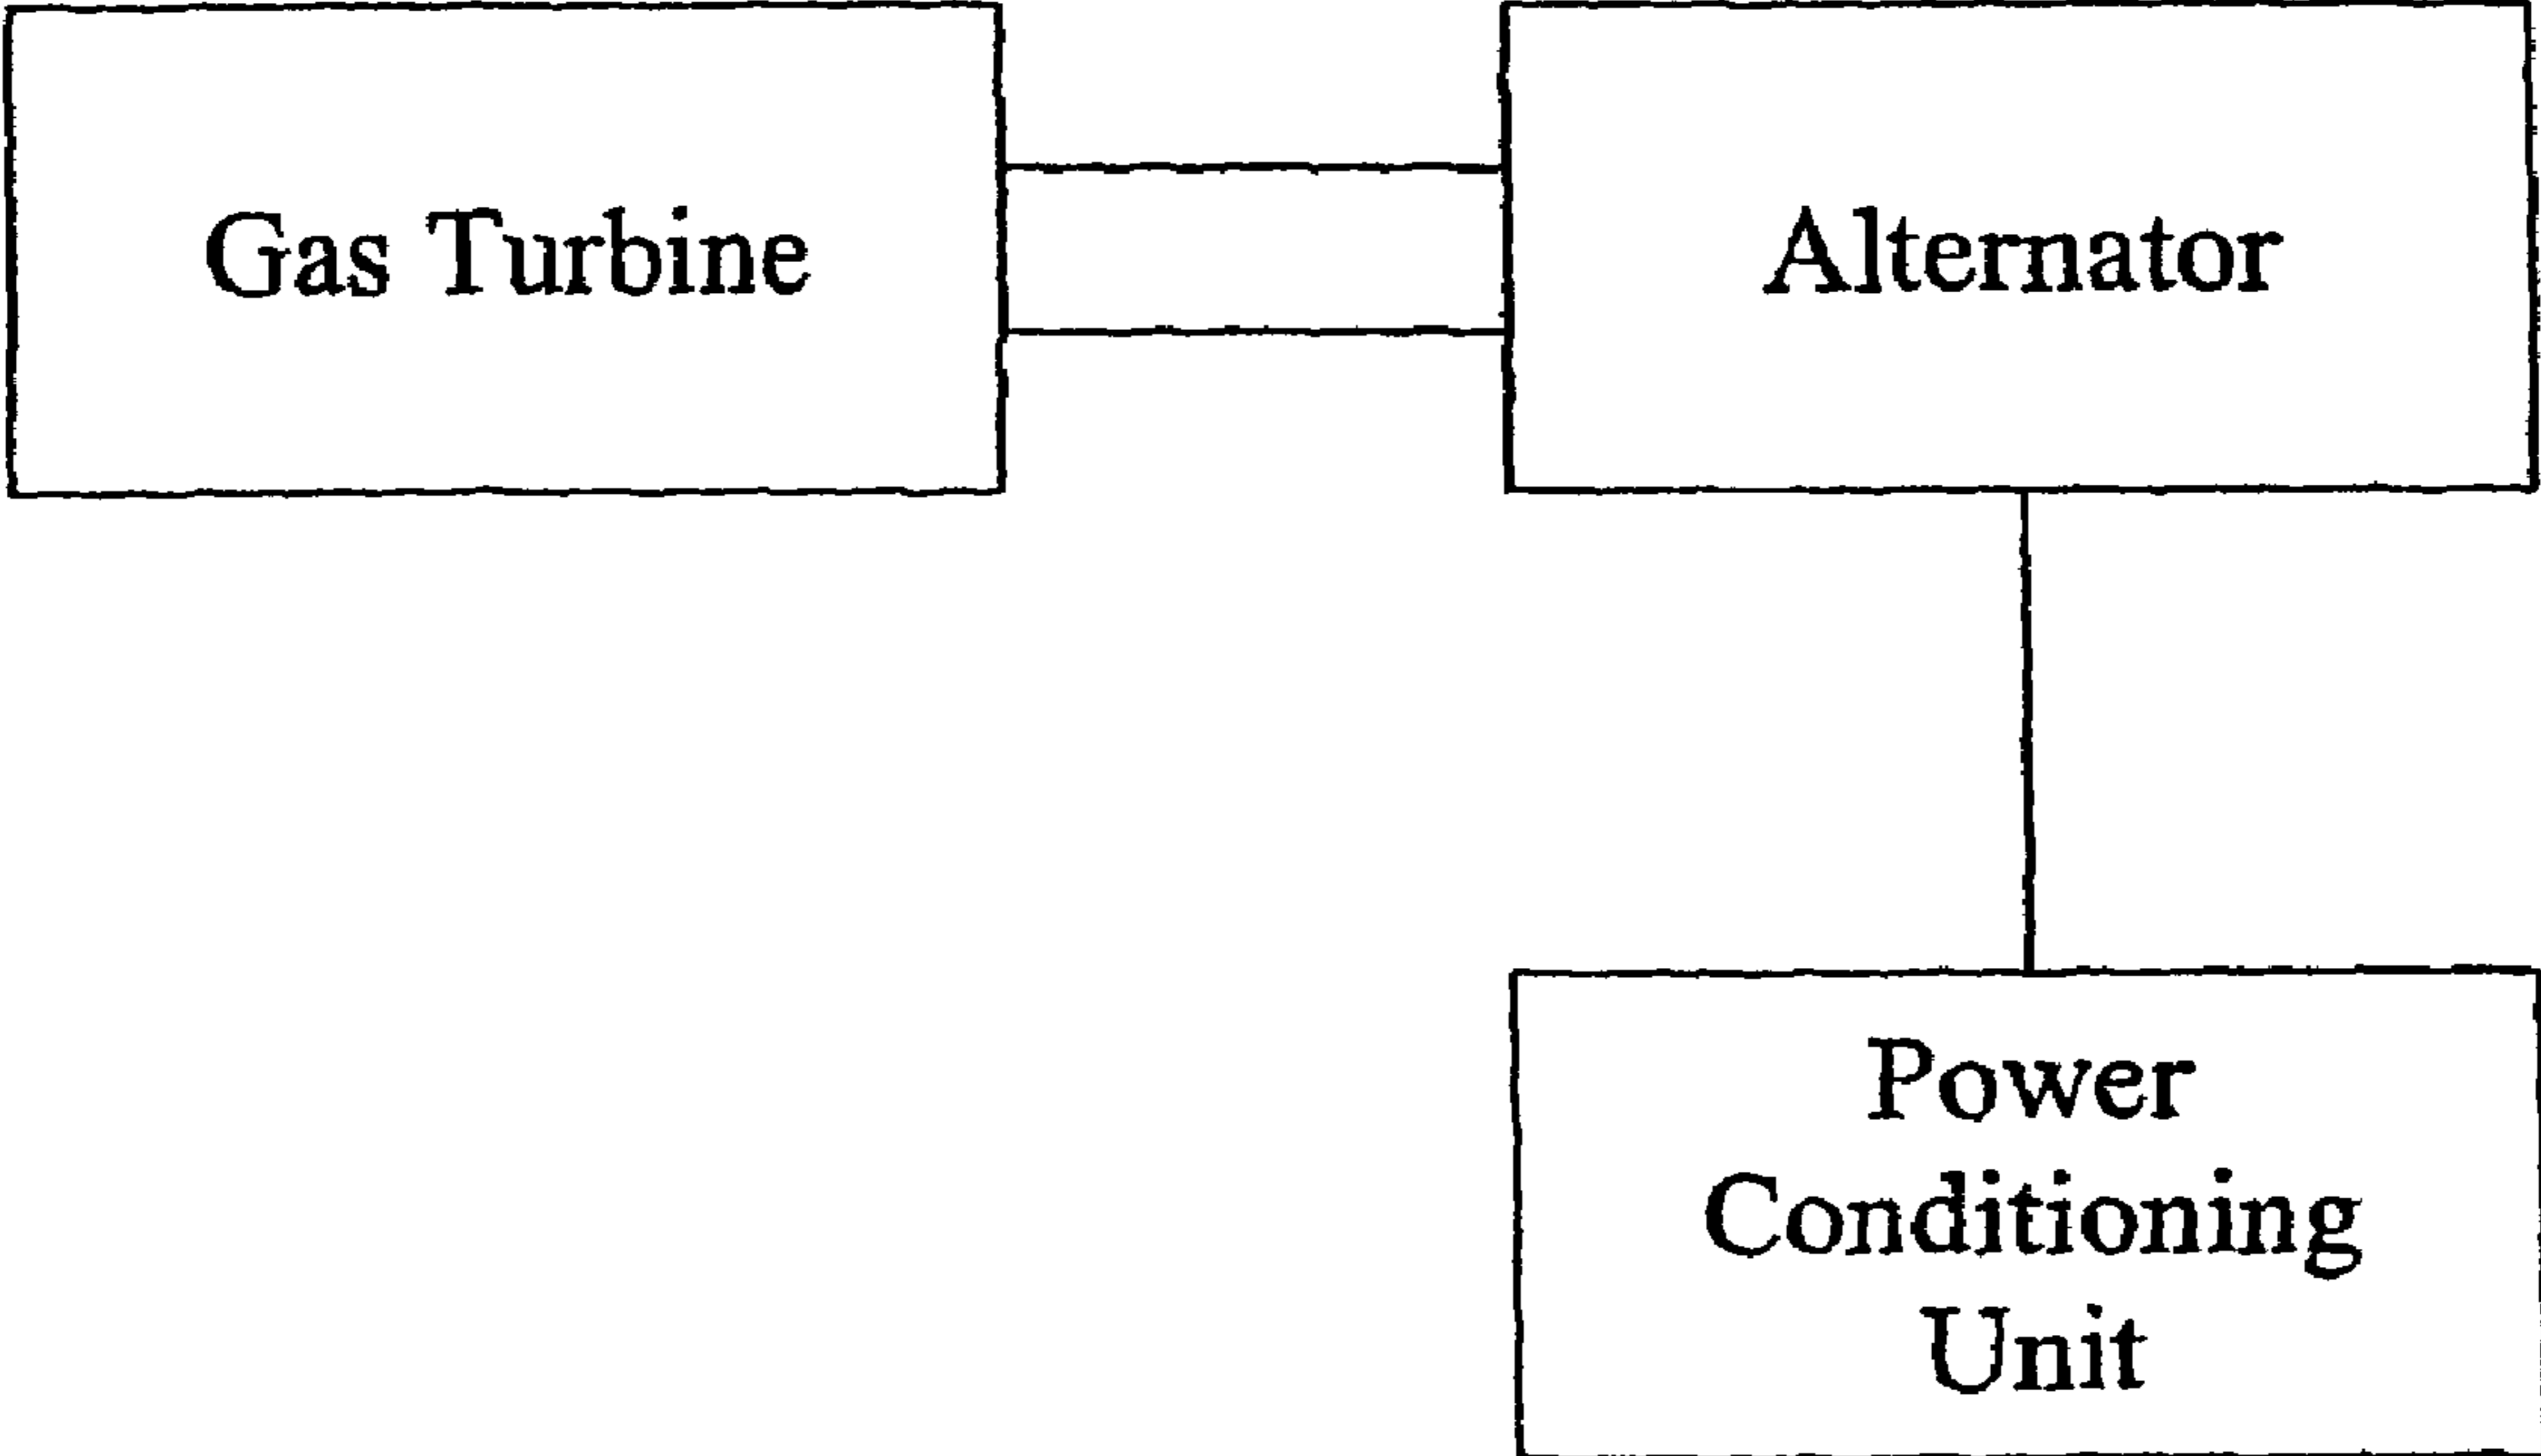 Gas Turbine
Alternator
Power
Conditioning
Unit